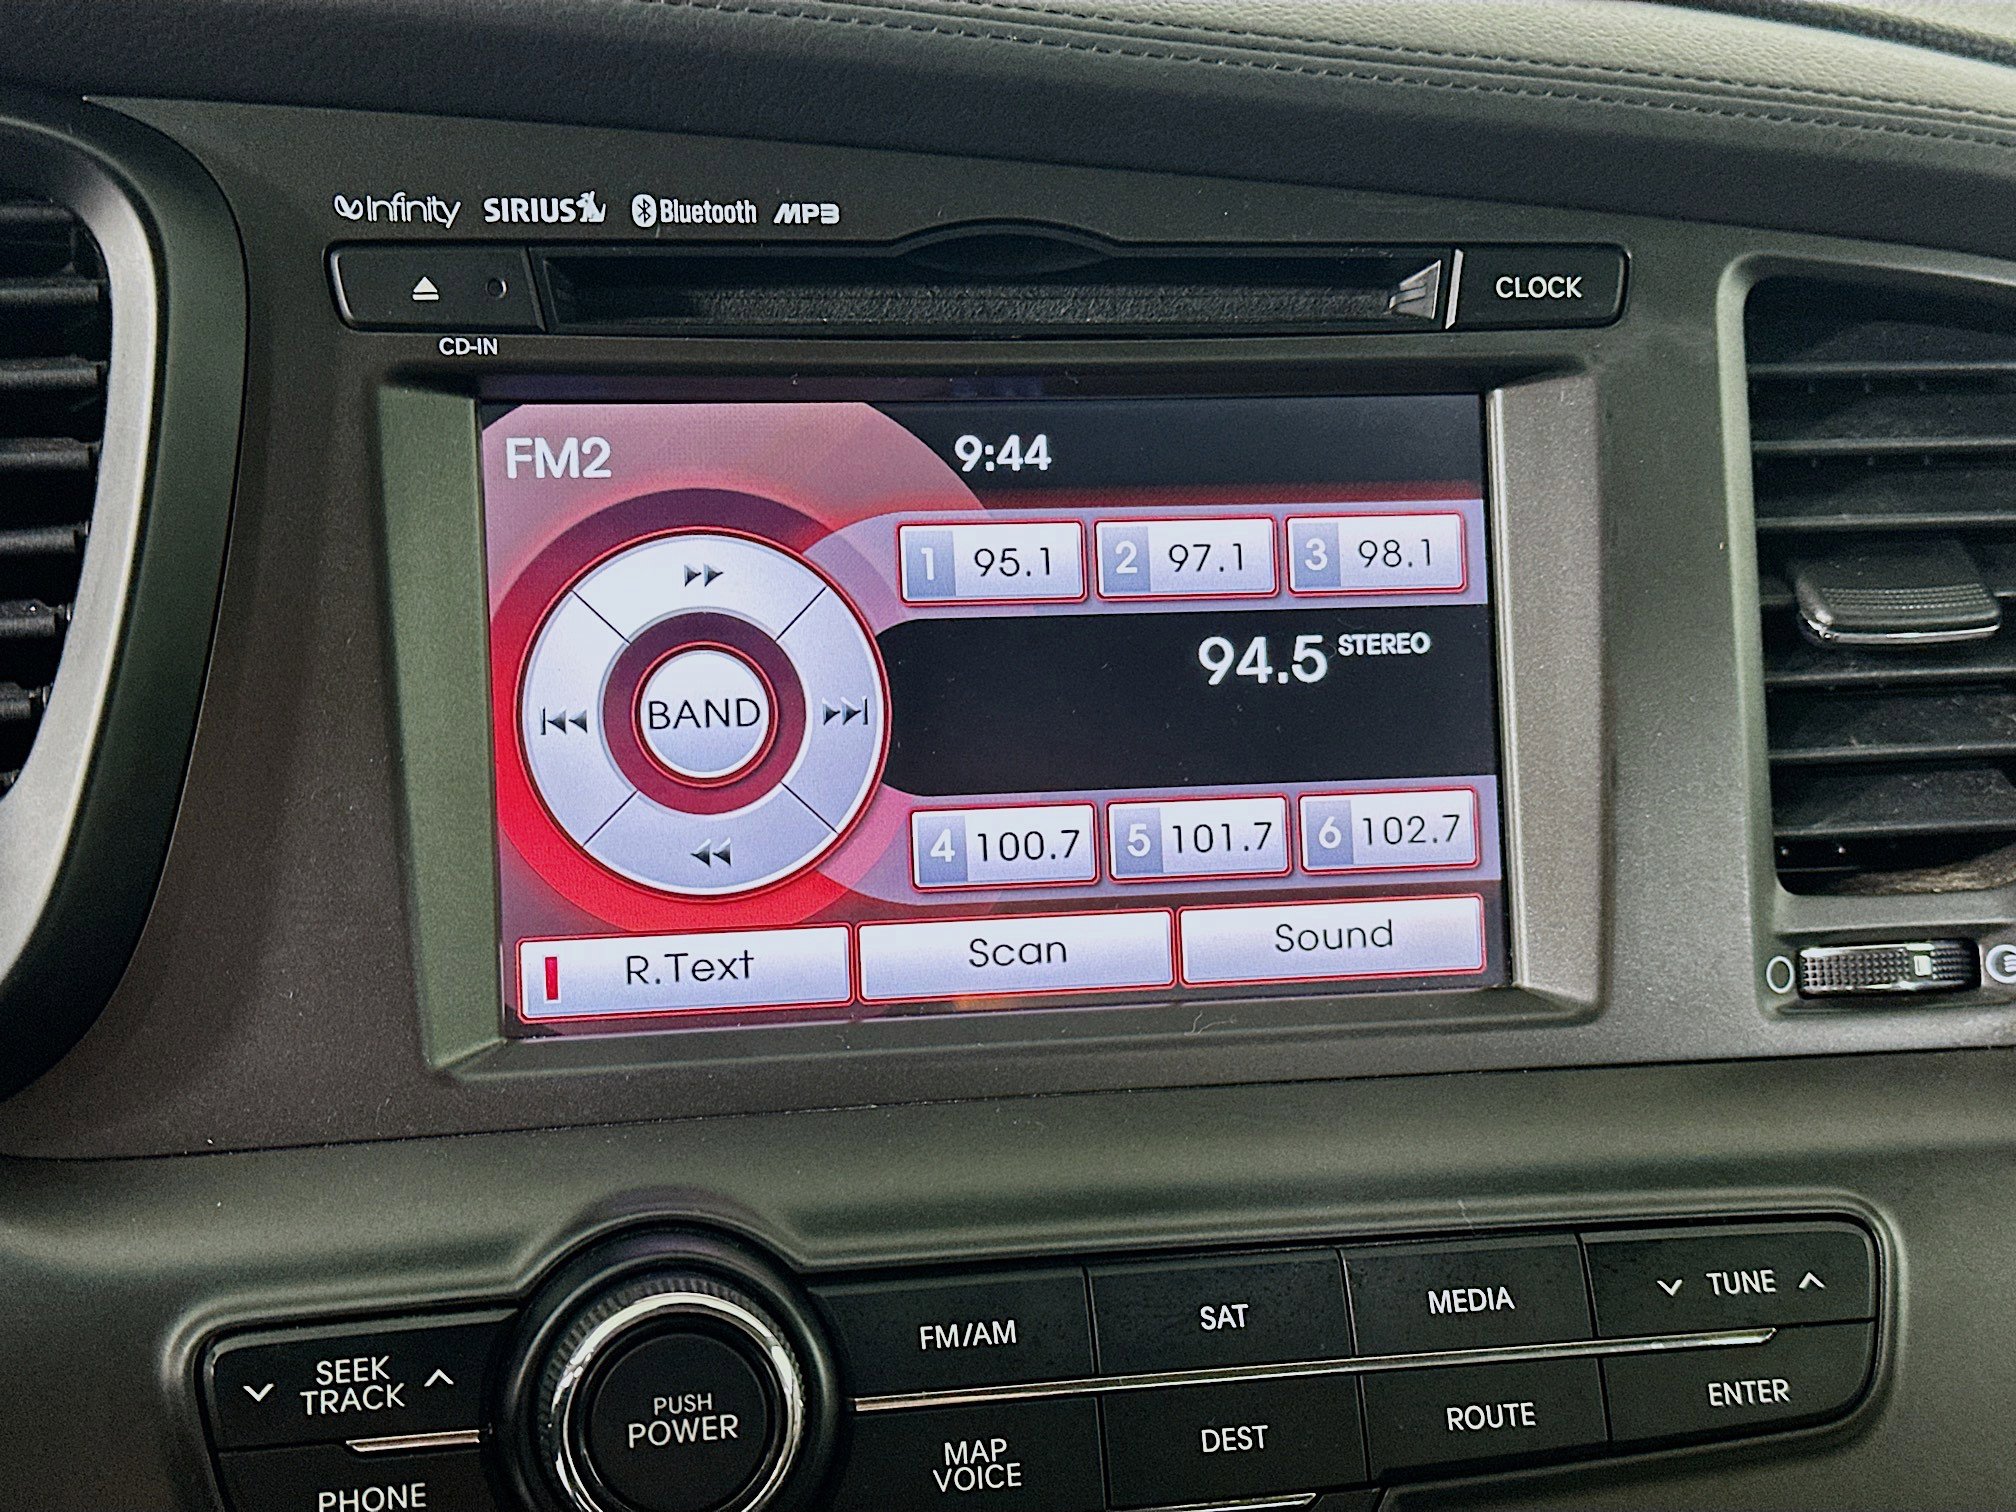 Infinity SIRIUS Bluetooth MP3
CLOCK
CD-IN
FM2 9:44
1 95.1 2 97.1 3 98.1
94.5 STEREO
BAND
4 100.7 5 101.7 6 102.7
R.Text Scan Sound
SEEK
TRACK
PUSH
POWER
FM/AM SAT MEDIA TUNE
PHONE
MAP
VOICE
DEST ROUTE ENTER